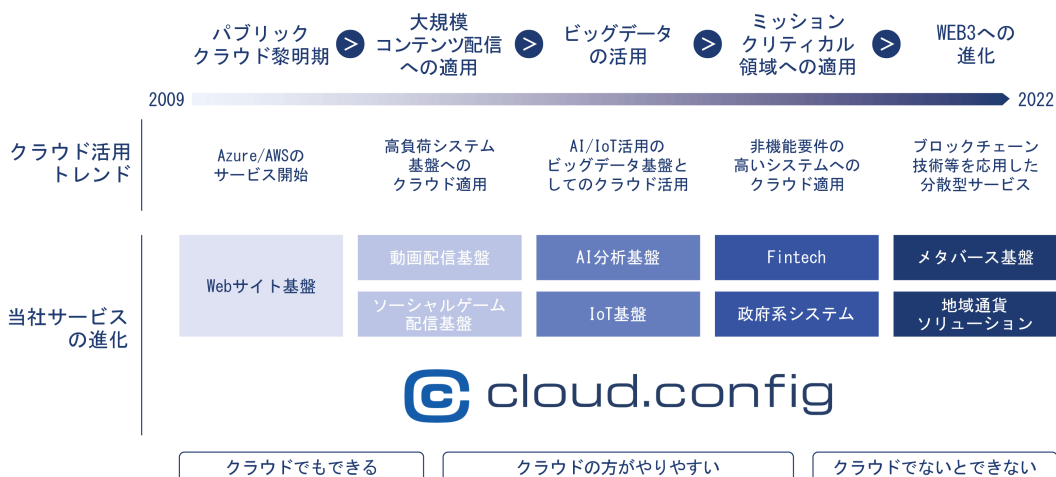 パブリック
クラウド黎明期
>
大規模
コンテンツ配信
への適用
>
ビッグデータ
の活用
>
ミッション
クリティカル
領域への適用
>
WEB3への
進化
2009
2022
クラウド活用
トレンド
Azure/AWSの
サービス開始
高負荷システム
基盤への
クラウド適用
AI/IoT活用の
ビッグデータ基盤と
してのクラウド活用
非機能要件の
高いシステムへの
クラウド適用
ブロックチェーン
技術等を応用した
分散型サービス
当社サービス
の進化
Webサイト基盤
動画配信基盤
ソーシャルゲーム
配信基盤
AI分析基盤
IoT基盤
Fintech
政府系システム
メタバース基盤
地域通貨
ソリューション
cloud.config
クラウドでもできる
クラウドの方がやりやすい
クラウドでないとできない